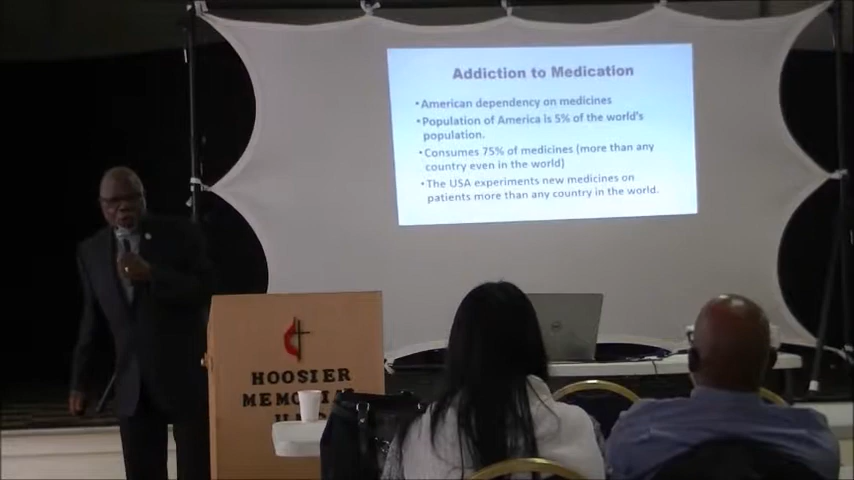 Addiction to Medication
•American dependency on medicines
•Population of America is 5% of the world's
population.
•Consumes 75% of medicines (more than any
country even in the world)
•The USA experiments new medicines on
patients more than any country in the world.
HOOSIER
MEMORIAL